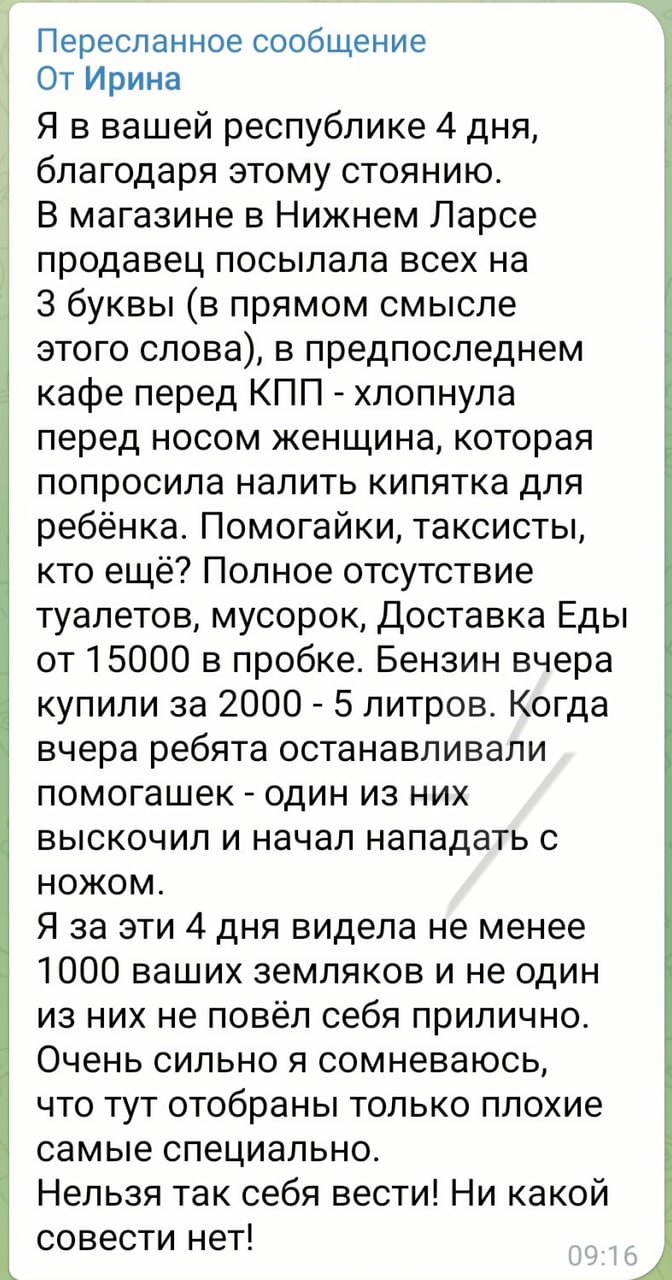 Пересланное сообщение
От Ирина
Я в вашей республике 4 дня,
благодаря этому стоянию.
В магазине в Нижнем Ларсе
продавец посылала всех на
3 буквы (в прямом смысле
этого слова), в предпоследнем
кафе перед КПП - хлопнула
перед носом женщина, которая
попросила налить кипятка для
ребёнка. Помогайки, таксисты,
кто ещё? Полное отсутствие
туалетов, мусорок, Доставка Еды
от 15000 в пробке. Бензин вчера
купили за 2000 - 5 литров. Когда
вчера ребята останавливали
помогашек - один из них
выскочил и начал нападать с
ножом.
Я за эти 4 дня видела не менее
1000 ваших земляков и не один
из них не повёл себя прилично.
Очень сильно я сомневаюсь,
что тут отобраны только плохие
самые специально.
Нельзя так себя вести! Ни какой
совести нет!
09:16